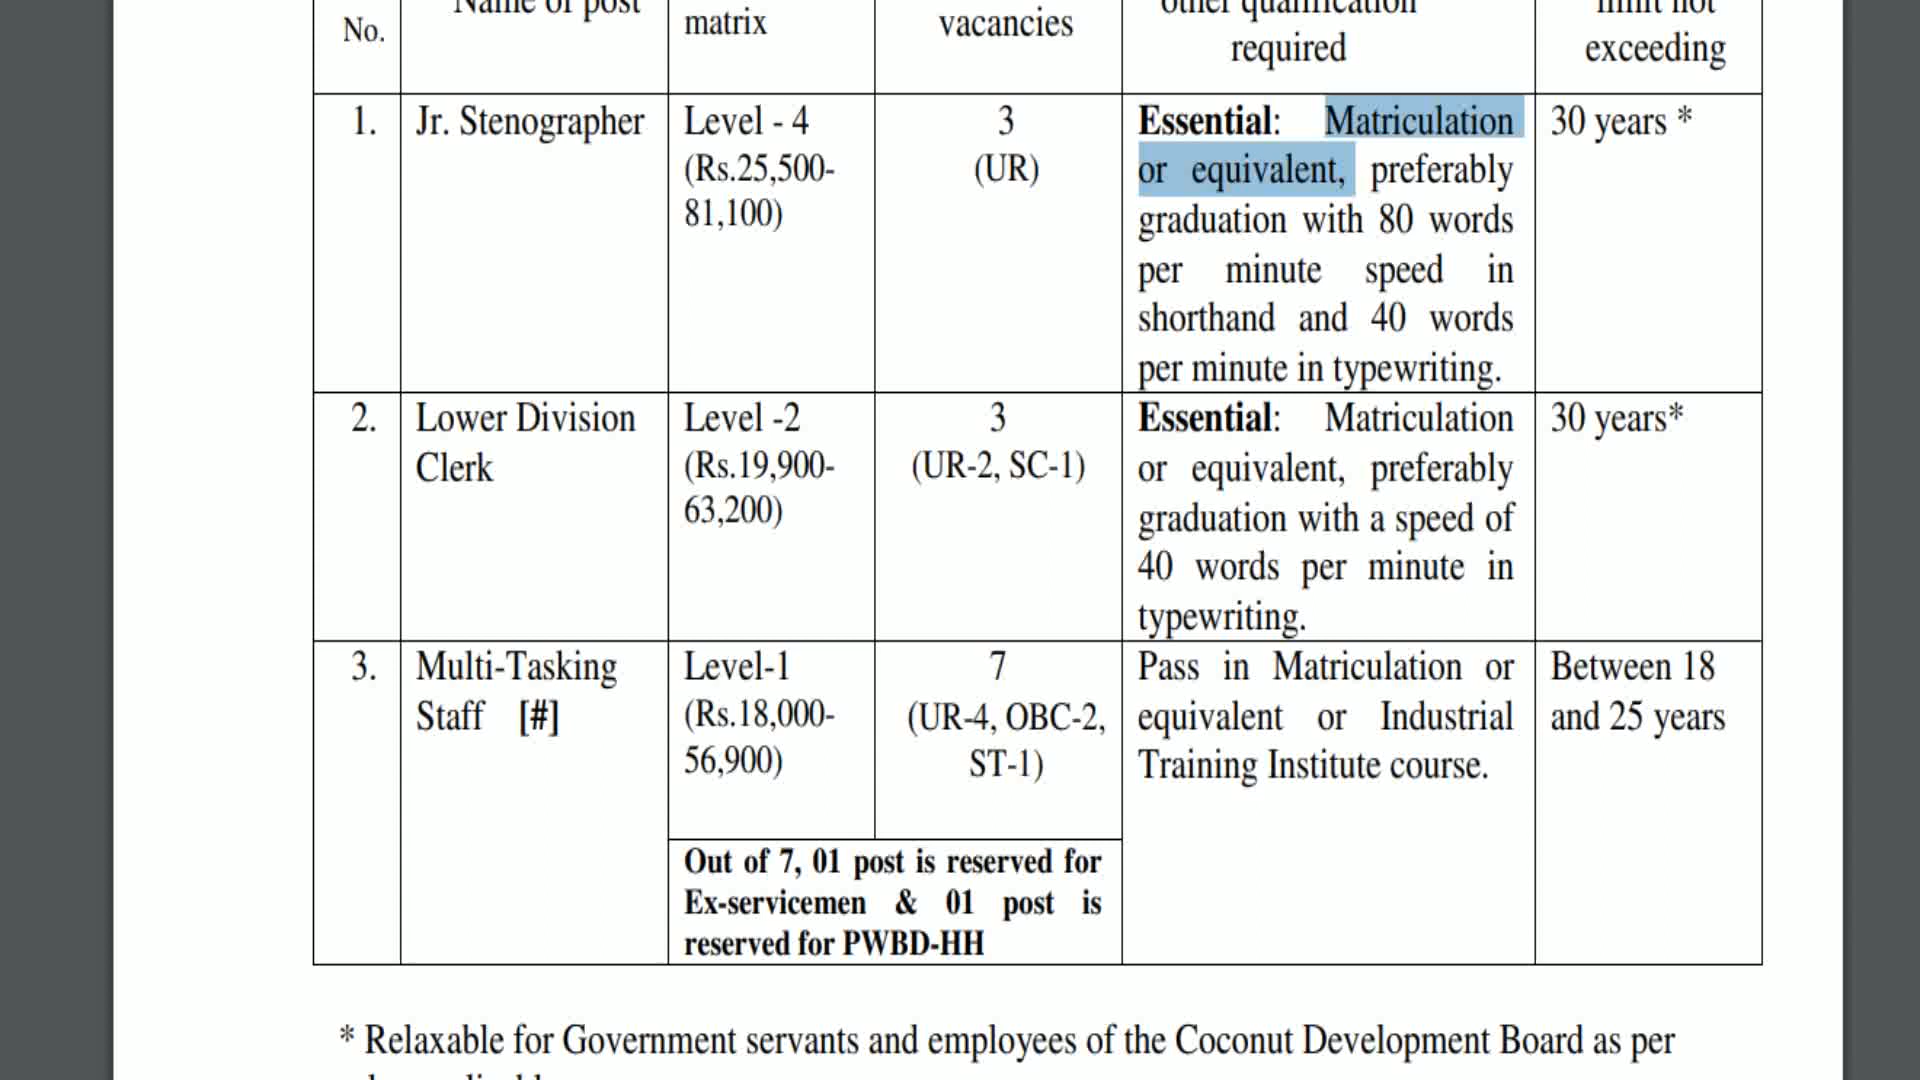 No.
Name of post
matrix
vacancies
other qualification
required
limit not
exceeding
1.
Jr. Stenographer
Level - 4
(Rs.25,500-
81,100)
3
(UR)
Essential: Matriculation
or equivalent, preferably
graduation with 80 words
per minute speed in
shorthand and 40 words
per minute in typewriting.
30 years *
2.
Lower Division
Clerk
Level -2
(Rs.19,900-
63,200)
3
(UR-2, SC-1)
Essential: Matriculation
or equivalent, preferably
graduation with a speed of
40 words per minute in
typewriting.
30 years*
3.
Multi-Tasking
Staff [#]
Level-1
(Rs.18,000-
56,900)
7
(UR-4, OBC-2,
ST-1)
Out of 7, 01 post is reserved for
Ex-servicemen & 01 post is
reserved for PWBD-HH
Pass in Matriculation or
equivalent or Industrial
Training Institute course.
Between 18
and 25 years
* Relaxable for Government servants and employees of the Coconut Development Board as per